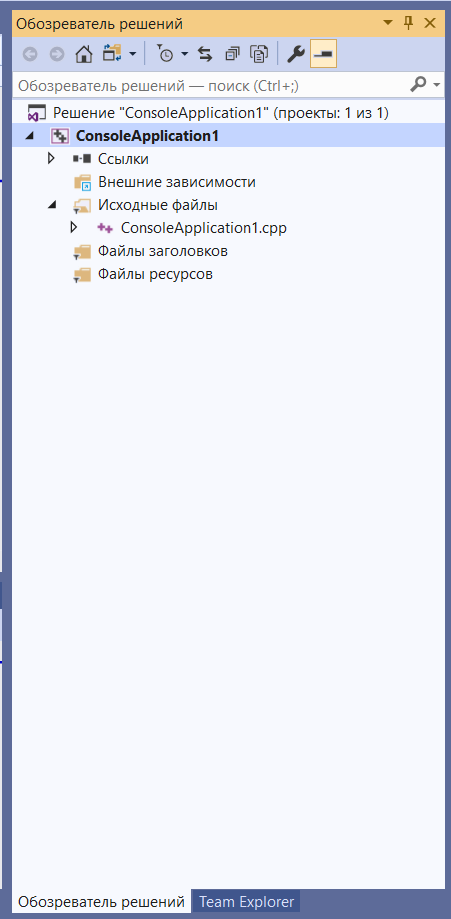 Обозреватель решений
Обозреватель решений — поиск (Ctrl+;)
Решение "ConsoleApplication1" (проекты: 1 из 1)
ConsoleApplication1
Ссылки
Внешние зависимости
Исходные файлы
ConsoleApplication1.cpp
Файлы заголовков
Файлы ресурсов
Обозреватель решений Team Explorer